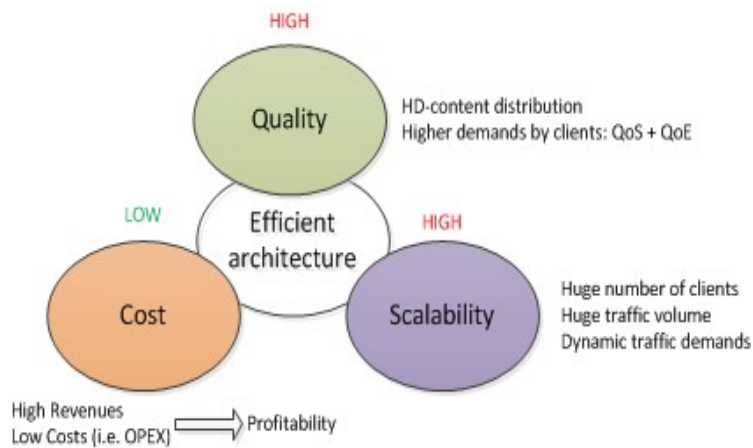 HIGH
Quality
HD-content distribution
Higher demands by clients: QoS + QoE
LOW
Efficient
architecture
HIGH
Cost
Scalability
Huge number of clients
Huge traffic volume
Dynamic traffic demands
High Revenues
Low Costs (i.e. OPEX)
Profitability